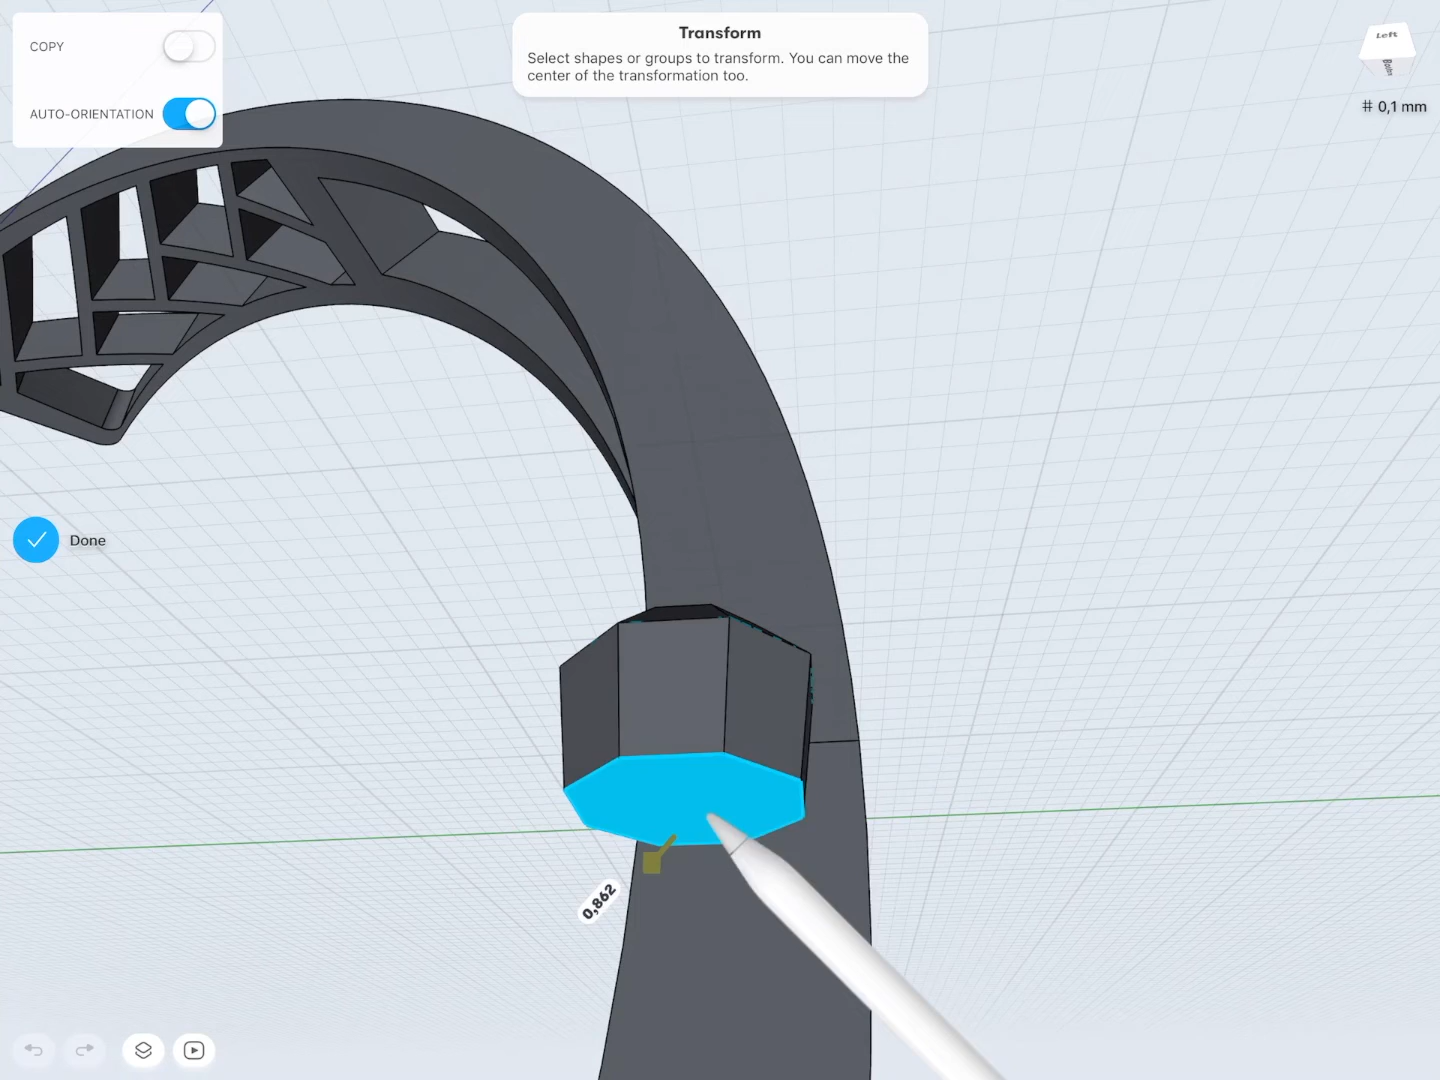 COPY
AUTO-ORIENTATION
Transform
Select shapes or groups to transform. You can move the
center of the transformation too.
Left
0,1 mm
Done
0,862